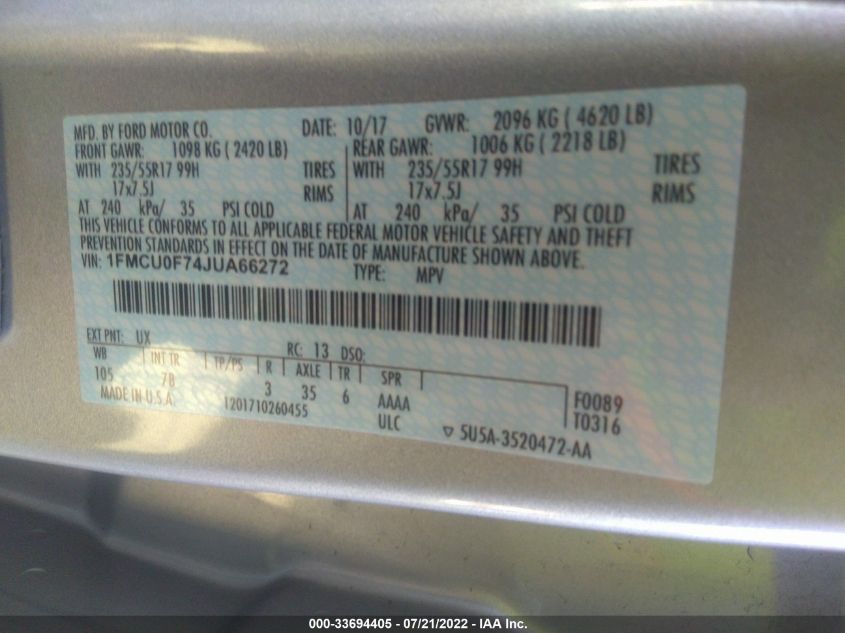 MFD. BY FORD MOTOR CO. DATE: 10/17 GVWR: 2096 KG ( 4620 LB)
FRONT GAWR: 1098 KG ( 2420 LB) REAR GAWR: 1006 KG ( 2218 LB)
WITH 235/55R17 99H TIRES WITH 235/55R17 99H TIRES
17x7.5J RIMS 17x7.5J RIMS
AT 240 kPa/ 35 PSI COLD AT 240 kPa/ 35 PSI COLD
THIS VEHICLE CONFORMS TO ALL APPLICABLE FEDERAL MOTOR VEHICLE SAFETY AND THEFT
PREVENTION STANDARDS IN EFFECT ON THE DATE OF MANUFACTURE SHOWN ABOVE.
VIN: 1FMCU0F74JUA66272 TYPE: MPV
EXT PNT: UX RC: 13 DSO:
WB INT TR TP/PS R AXLE TR SPR
105 7B 3 35 6 AAAA F0089
MADE IN U.S.A. 1201710260455 ULC T0316
▽ 5U5A-3520472-AA
000-33694405 - 07/21/2022 - IAA Inc.